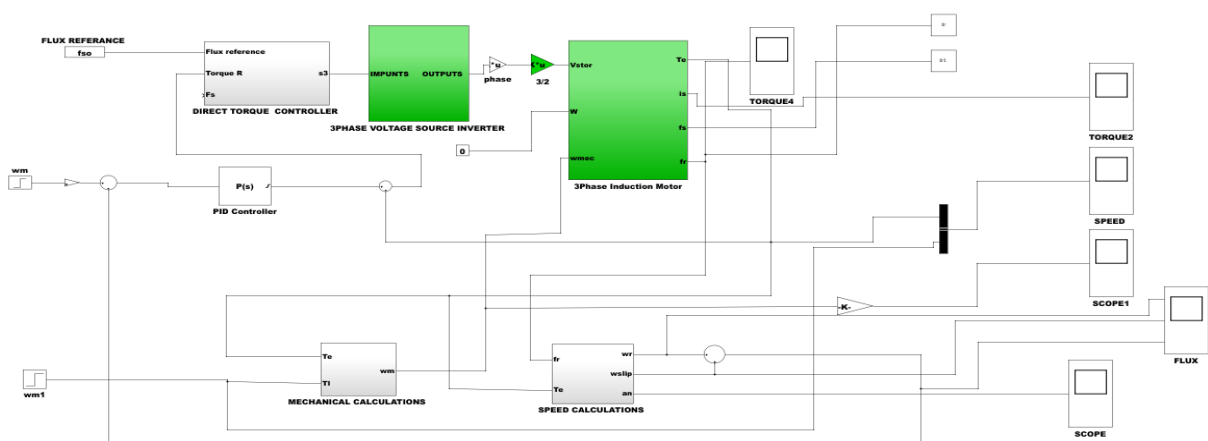 FLUX REFERANCE
fso
Flux reference
Torque R
Fs
s3
DIRECT TORQUE CONTROLLER
IMPUNTS
OUTPUTS
3PHASE VOLTAGE SOURCE INVERTER
*u
phase
K*u
3/2
Vstor
W
wmec
Te
is
fs
fr
3Phase Induction Motor
0
TORQUE4
TORQUE2
wm
P(s)
PID Controller
SPEED
SCOPE1
-K-
FLUX
Te
Tl
wm
MECHANICAL CALCULATIONS
fr
Te
wr
wslip
an
SPEED CALCULATIONS
wm1
SCOPE